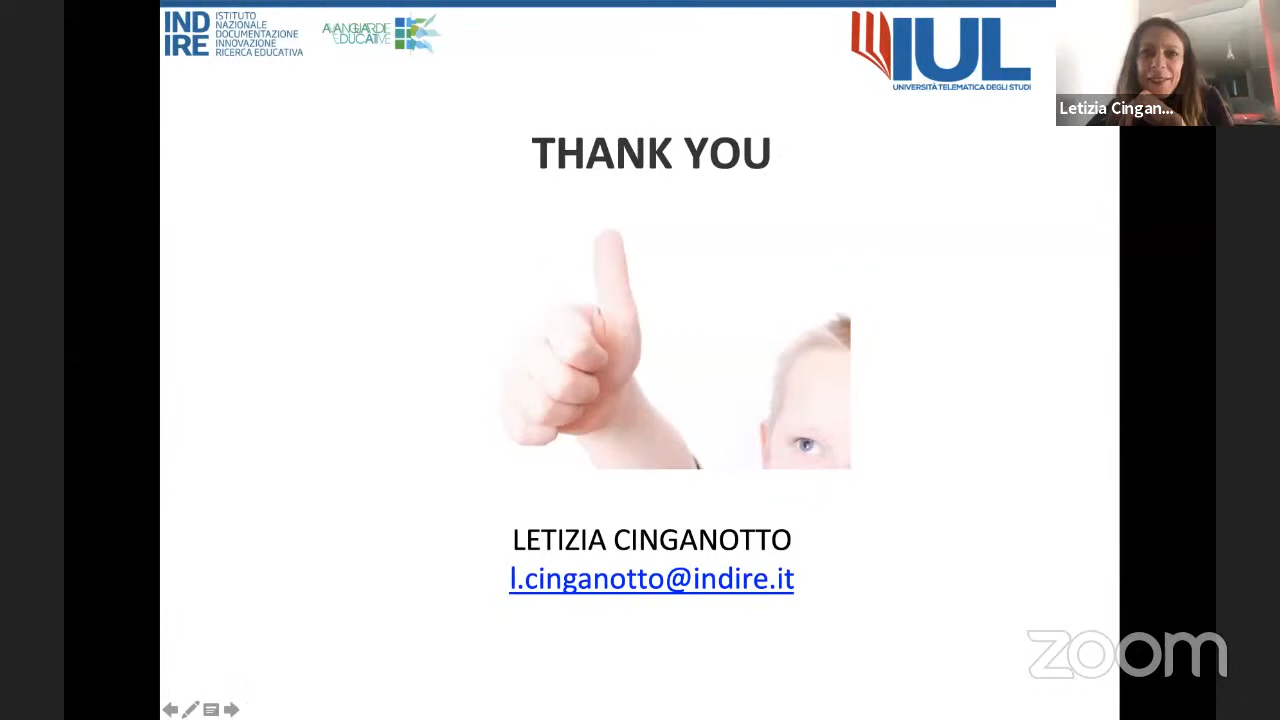 IND
IRE
ISTITUTO
NAZIONALE
DOCUMENTAZIONE
INNOVAZIONE
RICERCA EDUCATIVA
AVANGUARDIE
EDUCATIVE
IUL
UNIVERSITÀ TELEMATICA DEGLI STUDI
Letizia Cingan...
THANK YOU
LETIZIA CINGANOTTO
l.cinganotto@indire.it
zoom